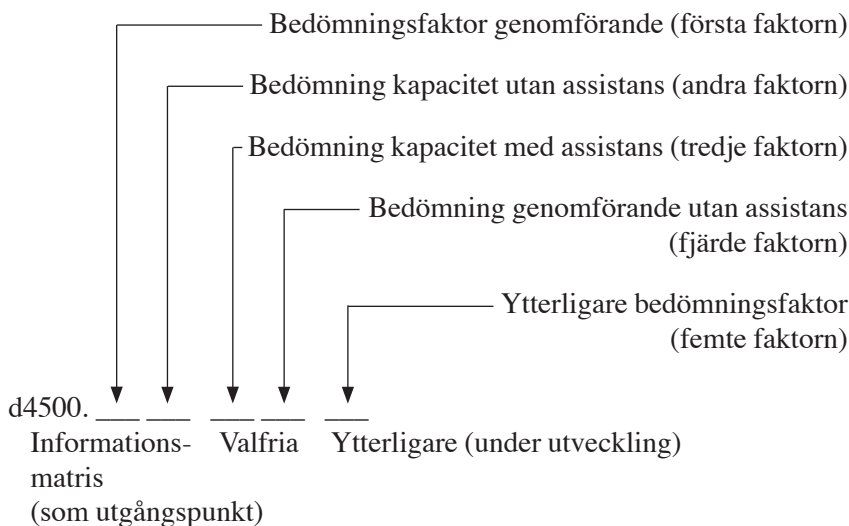 Bedömningsfaktor genomförande (första faktorn)
Bedömning kapacitet utan assistans (andra faktorn)
Bedömning kapacitet med assistans (tredje faktorn)
Bedömning genomförande utan assistans
(fjärde faktorn)
Ytterligare bedömningsfaktor
(femte faktorn)
d4500. ___ ___ ___ ___ ___
Informations- Valfria Ytterligare (under utveckling)
matris
(som utgångspunkt)